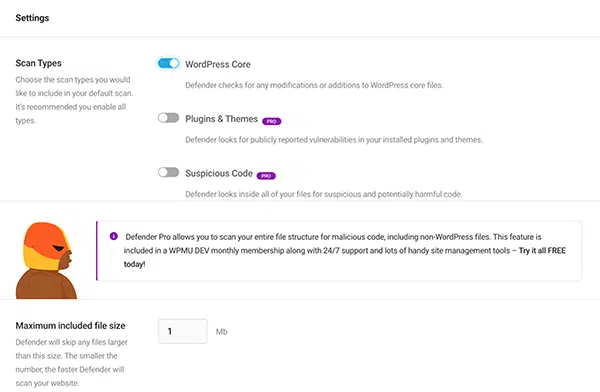 Settings
Scan Types
Choose the scan types you would
like to include in your default scan.
It's recommended you enable all
types.
WordPress Core
Defender checks for any modifications or additions to WordPress core files.
Plugins & Themes PRO
Defender looks for publicly reported vulnerabilities in your installed plugins and themes.
Suspicious Code PRO
Defender looks inside all of your files for suspicious and potentially harmful code.
Defender Pro allows you to scan your entire file structure for malicious code, including non-WordPress files. This feature is
included in a WPMU DEV monthly membership along with 24/7 support and lots of handy site management tools – Try it all FREE
today!
Maximum included file size
Defender will skip any files larger
than this size. The smaller the
number, the faster Defender will
scan your website.
1 Mb